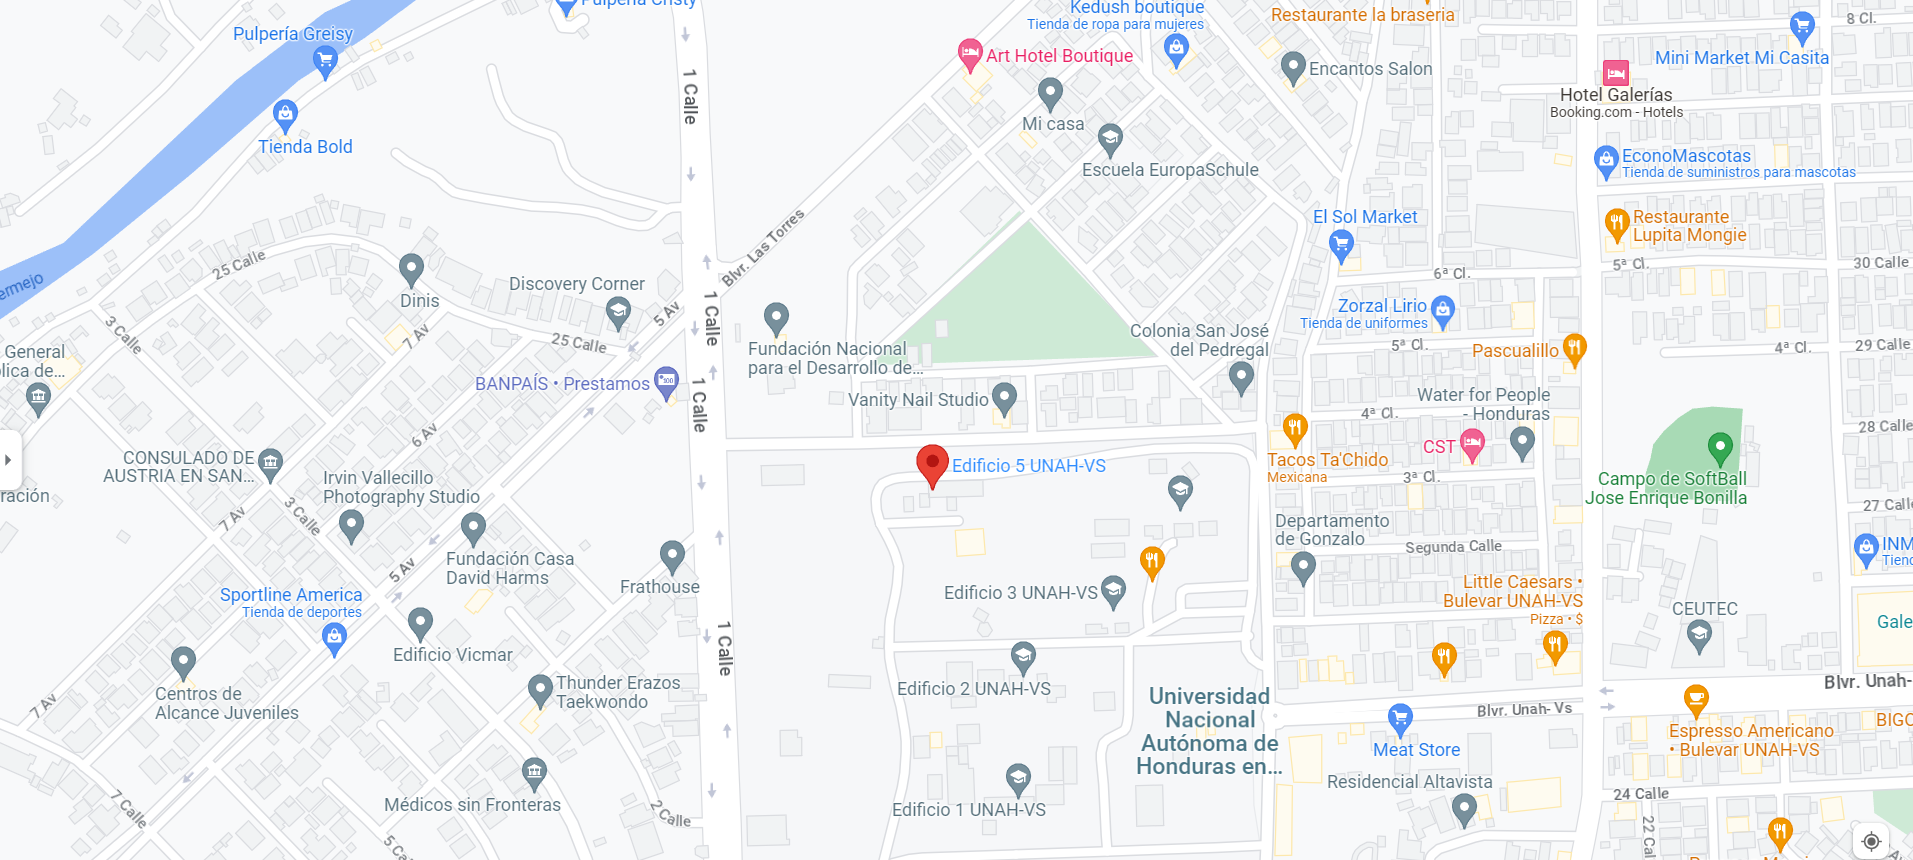 Pulpería Cristy
Kedush boutique
Tienda de ropa para mujeres
Restaurante la braseria
8 Cl.
Pulpería Greisy
Art Hotel Boutique
Encantos Salon
Mini Market Mi Casita
1 Calle
Mi casa
Hotel Galerías
Booking.com - Hotels
Tienda Bold
Escuela EuropaSchule
EconoMascotas
Tienda de suministros para mascotas
Blvr. Las Torres
El Sol Market
Restaurante
Lupita Mongie
25 Calle
Dinis
Discovery Corner
6ª Cl.
5ª Cl.
30 Calle
ermejo
3 Calle
7 Av
5 Av
25 Calle
1 Calle
Zorzal Lirio
Tienda de uniformes
Fundación Nacional
para el Desarrollo de...
Colonia San José
del Pedregal
5ª Cl.
Pascualillo
4ª Cl.
29 Calle
General
lica de...
BANPAÍS • Prestamos
1 Calle
Vanity Nail Studio
Water for People
- Honduras
4ª Cl.
6 Av
28 Calle
CONSULADO DE
AUSTRIA EN SAN...
Edificio 5 UNAH-VS
Tacos Ta'Chido
Mexicana
CST
3ª Cl.
Campo de SoftBall
Jose Enrique Bonilla
ración
Irvin Vallecillo
Photography Studio
3 Calle
7 Av
27 Calle
Departamento
de Gonzalo
Segunda Calle
INM
Tienc
Fundación Casa
David Harms
5 Av
Frathouse
Edificio 3 UNAH-VS
Little Caesars •
Bulevar UNAH-VS
Pizza • $
Sportline America
Tienda de deportes
CEUTEC
Gale
1 Calle
Edificio Vicmar
Edificio 2 UNAH-VS
Universidad
Nacional
Autónoma de
Honduras en...
Blvr. Unah-
Blvr. Unah- Vs
7 Av
Centros de
Alcance Juveniles
Thunder Erazos
Taekwondo
Meat Store
Espresso Americano
• Bulevar UNAH-VS
BIGO
Médicos sin Fronteras
Edificio 1 UNAH-VS
Residencial Altavista
24 Calle
7 Calle
2 Calle
5 Ca
22 Cal